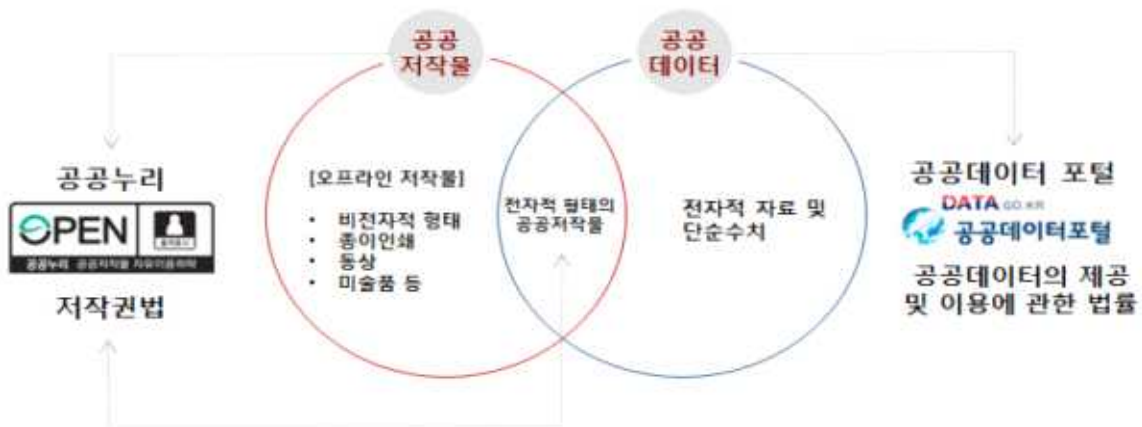 공공
저작물
공공
데이터
공공누리
OPEN
공공누리 공공저작물 자유이용허락
저작권법
[오프라인 저작물]
• 비전자적 형태
• 종이인쇄
• 동상
• 미술품 등
전자적 형태의
공공저작물
전자적 자료 및
단순수치
공공데이터 포털
DATA GO.KR
공공데이터포털
공공데이터의 제공
및 이용에 관한 법률